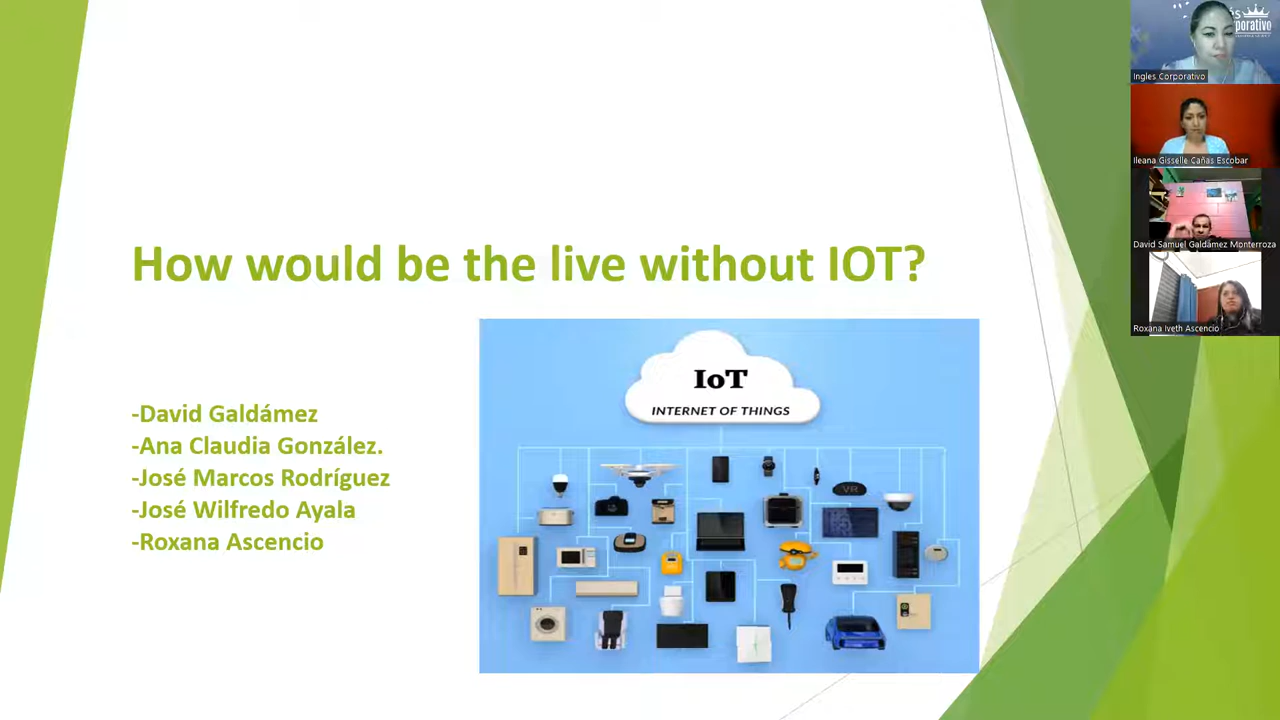 How would be the live without IOT?
-David Galdámez
-Ana Claudia González.
-José Marcos Rodríguez
-José Wilfredo Ayala
-Roxana Ascencio
IoT
INTERNET OF THINGS
VR
Ingles Corporativo
Ileana Gisselle Cañas Escobar
David Samuel Galdámez Monterroza
Roxana Iveth Ascencio